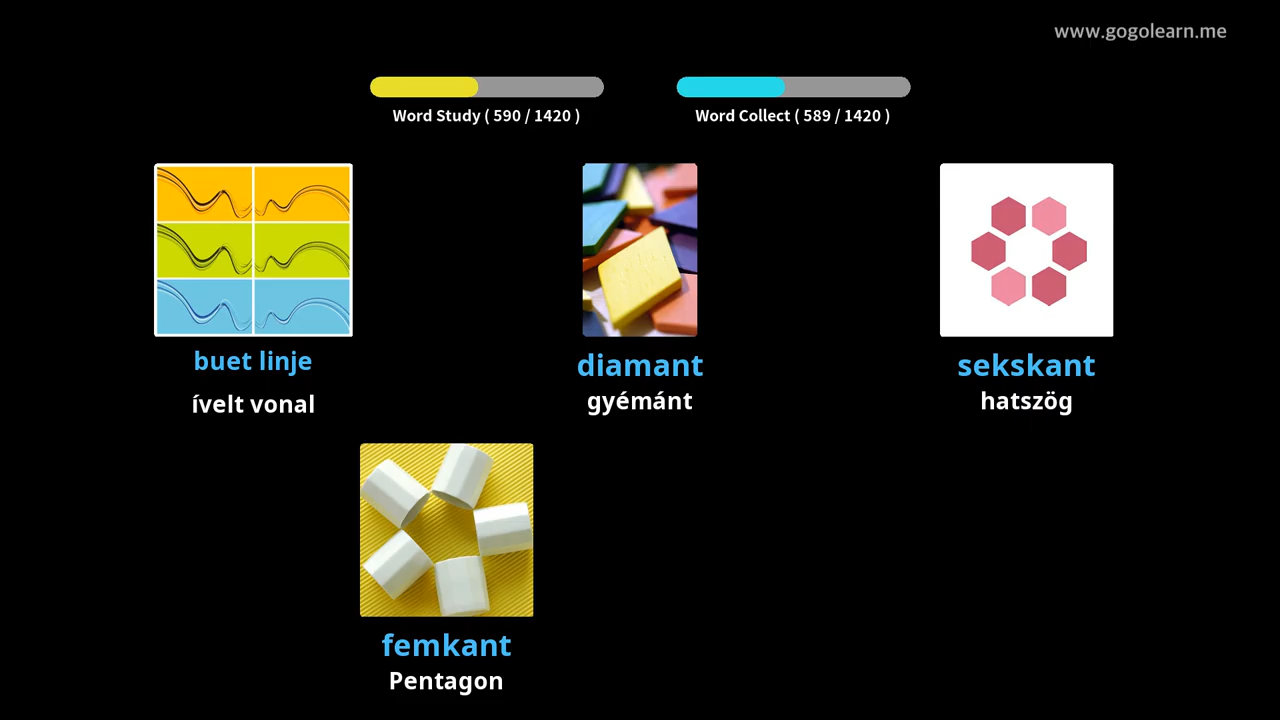 www.gogolearn.me
Word Study ( 590 / 1420 )
Word Collect ( 589 / 1420 )
buet linje
ívelt vonal
diamant
gyémánt
sekskant
hatszög
femkant
Pentagon